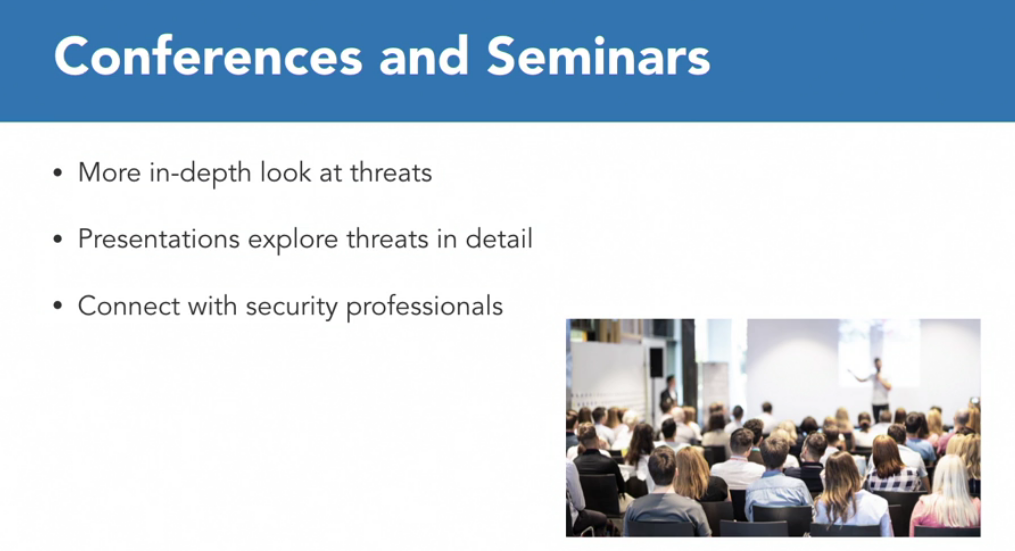 Conferences and Seminars
• More in-depth look at threats
• Presentations explore threats in detail
• Connect with security professionals